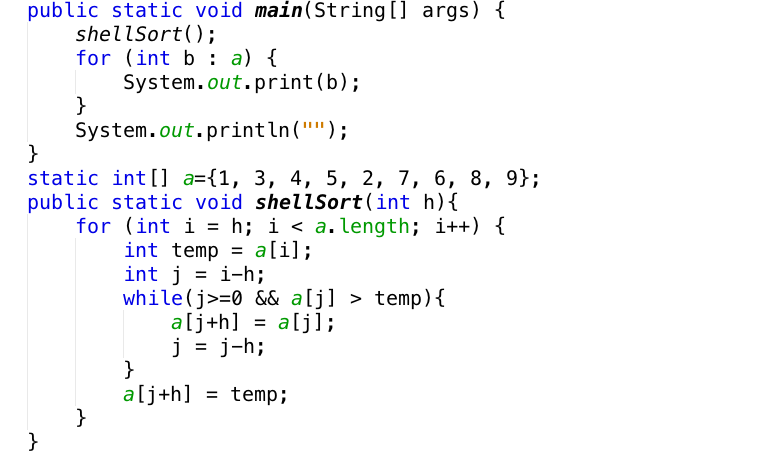 public static void main(String[] args) {
    shellSort();
    for (int b : a) {
        System.out.print(b);
    }
    System.out.println("");
}
static int[] a={1, 3, 4, 5, 2, 7, 6, 8, 9};
public static void shellSort(int h){
    for (int i = h; i < a.length; i++) {
        int temp = a[i];
        int j = i-h;
        while(j>=0 && a[j] > temp){
            a[j+h] = a[j];
            j = j-h;
        }
        a[j+h] = temp;
    }
}